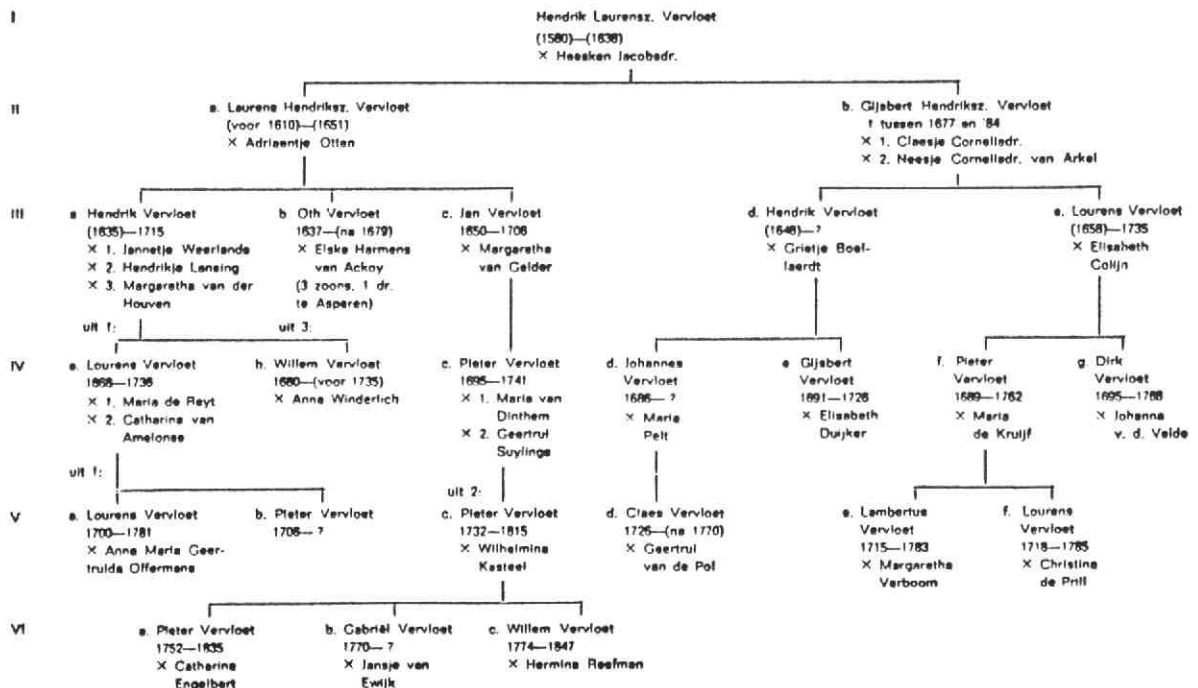 I
Hendrik Laurensz. Vervloet
(1580)—(1638)
× Heesken Jacobsdr.
II
a. Laurens Hendriksz. Vervloet
(voor 1610)—(1651)
× Adriaentje Otten
b. Gijsbert Hendriksz. Vervloet
† tussen 1677 en '84
× 1. Claesje Cornelisdr.
× 2. Neesje Cornelisdr. van Arkel
III
a Hendrik Vervloet
(1635)—1715
× 1. Jannetje Weerlande
× 2. Hendrikje Lansing
× 3. Margaretha van der
Houven
b. Oth Vervloet
1637—(na 1679)
× Elske Harmens
van Ackoy
(3 zoons, 1 dr.
te Asperen)
c. Jan Vervloet
1650—1706
× Margaretha
van Gelder
d. Hendrik Vervloet
(1648)—?
× Grietje Boel-
laerdt
e. Lourens Vervloet
(1658)—1735
× Elisabeth
Colijn
uit 1:
uit 3:
IV
a. Lourens Vervloet
1668—1736
× 1. Maria de Reyt
× 2. Catharina van
Amelonse
b. Willem Vervloet
1680—(voor 1735)
× Anna Winderlich
c. Pieter Vervloet
1695—1741
× 1. Maria van
Dinthem
× 2. Geertrui
Suylings
d. Johannes
Vervloet
1686— ?
× Maria
Pelt
e Gijsbert
Vervloet
1691—1726
× Elisabeth
Duijker
f. Pieter
Vervloet
1689—1762
× Maria
de Kruijf
g. Dirk
Vervloet
1695—1768
× Johanna
v. d. Velde
uit 1:
uit 2:
V
a. Lourens Vervloet
1700—1781
× Anna Maria Geer-
truida Offermans
b. Pieter Vervloet
1706— ?
c. Pieter Vervloet
1732—1815
× Wilhelmina
Kasteel
d. Claes Vervloet
1726—(na 1770)
× Geertrui
van de Pol
e. Lambertus
Vervloet
1715—1783
× Margaretha
Verboom
f. Lourens
Vervloet
1718—1785
× Christina
de Prill
VI
a. Pieter Vervloet
1752—1835
× Catharina
Engelbert
b. Gabriël Vervloet
1770— ?
× Jansje van
Ewijk
c. Willem Vervloet
1774—1847
× Hermina Reefman